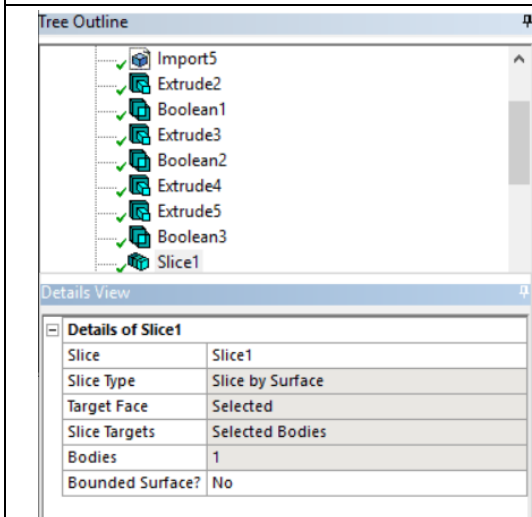 Tree Outline
Import5
Extrude2
Boolean1
Extrude3
Boolean2
Extrude4
Extrude5
Boolean3
Slice1
Details View
Details of Slice1
Slice Slice1
Slice Type Slice by Surface
Target Face Selected
Slice Targets Selected Bodies
Bodies 1
Bounded Surface? No